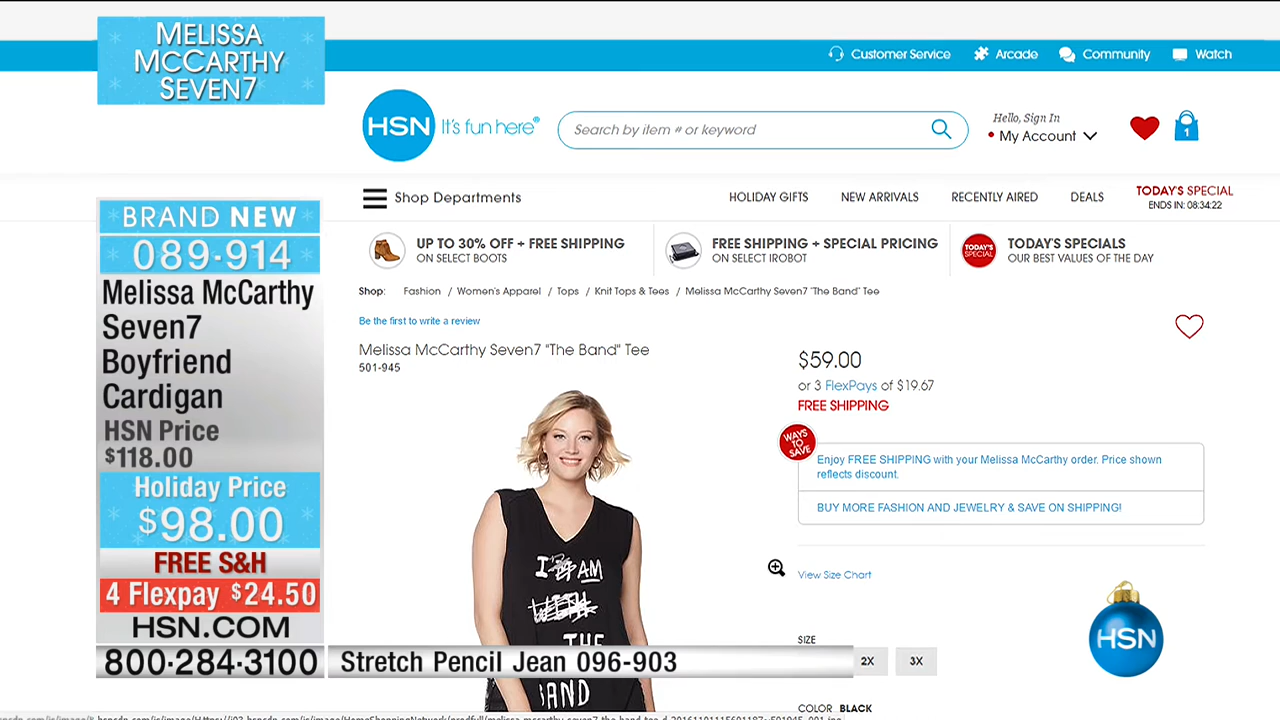 MELISSA
MCCARTHY
SEVEN7
Customer Service
Arcade
Community
Watch
HSN It's fun here®
Search by item # or keyword
Hello, Sign In
My Account
1
Shop Departments
HOLIDAY GIFTS
NEW ARRIVALS
RECENTLY AIRED
DEALS
TODAY'S SPECIAL
ENDS IN: 08:34:22
UP TO 30% OFF + FREE SHIPPING
ON SELECT BOOTS
FREE SHIPPING + SPECIAL PRICING
ON SELECT IROBOT
TODAY'S
SPECIAL
TODAY'S SPECIALS
OUR BEST VALUES OF THE DAY
BRAND NEW
089-914
Melissa McCarthy
Seven7
Boyfriend
Cardigan
HSN Price
$118.00
Holiday Price
$98.00
FREE S&H
4 Flexpay $24.50
HSN.COM
800-284-3100
Stretch Pencil Jean 096-903
Shop: Fashion / Women's Apparel / Tops / Knit Tops & Tees / Melissa McCarthy Seven7 "The Band" Tee
Be the first to write a review
Melissa McCarthy Seven7 "The Band" Tee
501-945
I AM
THE
BAND
$59.00
or 3 FlexPays of $19.67
FREE SHIPPING
WAYS
TO
SAVE
Enjoy FREE SHIPPING with your Melissa McCarthy order. Price shown
reflects discount.
BUY MORE FASHION AND JEWELRY & SAVE ON SHIPPING!
View Size Chart
SIZE
2X
3X
COLOR BLACK
HSN